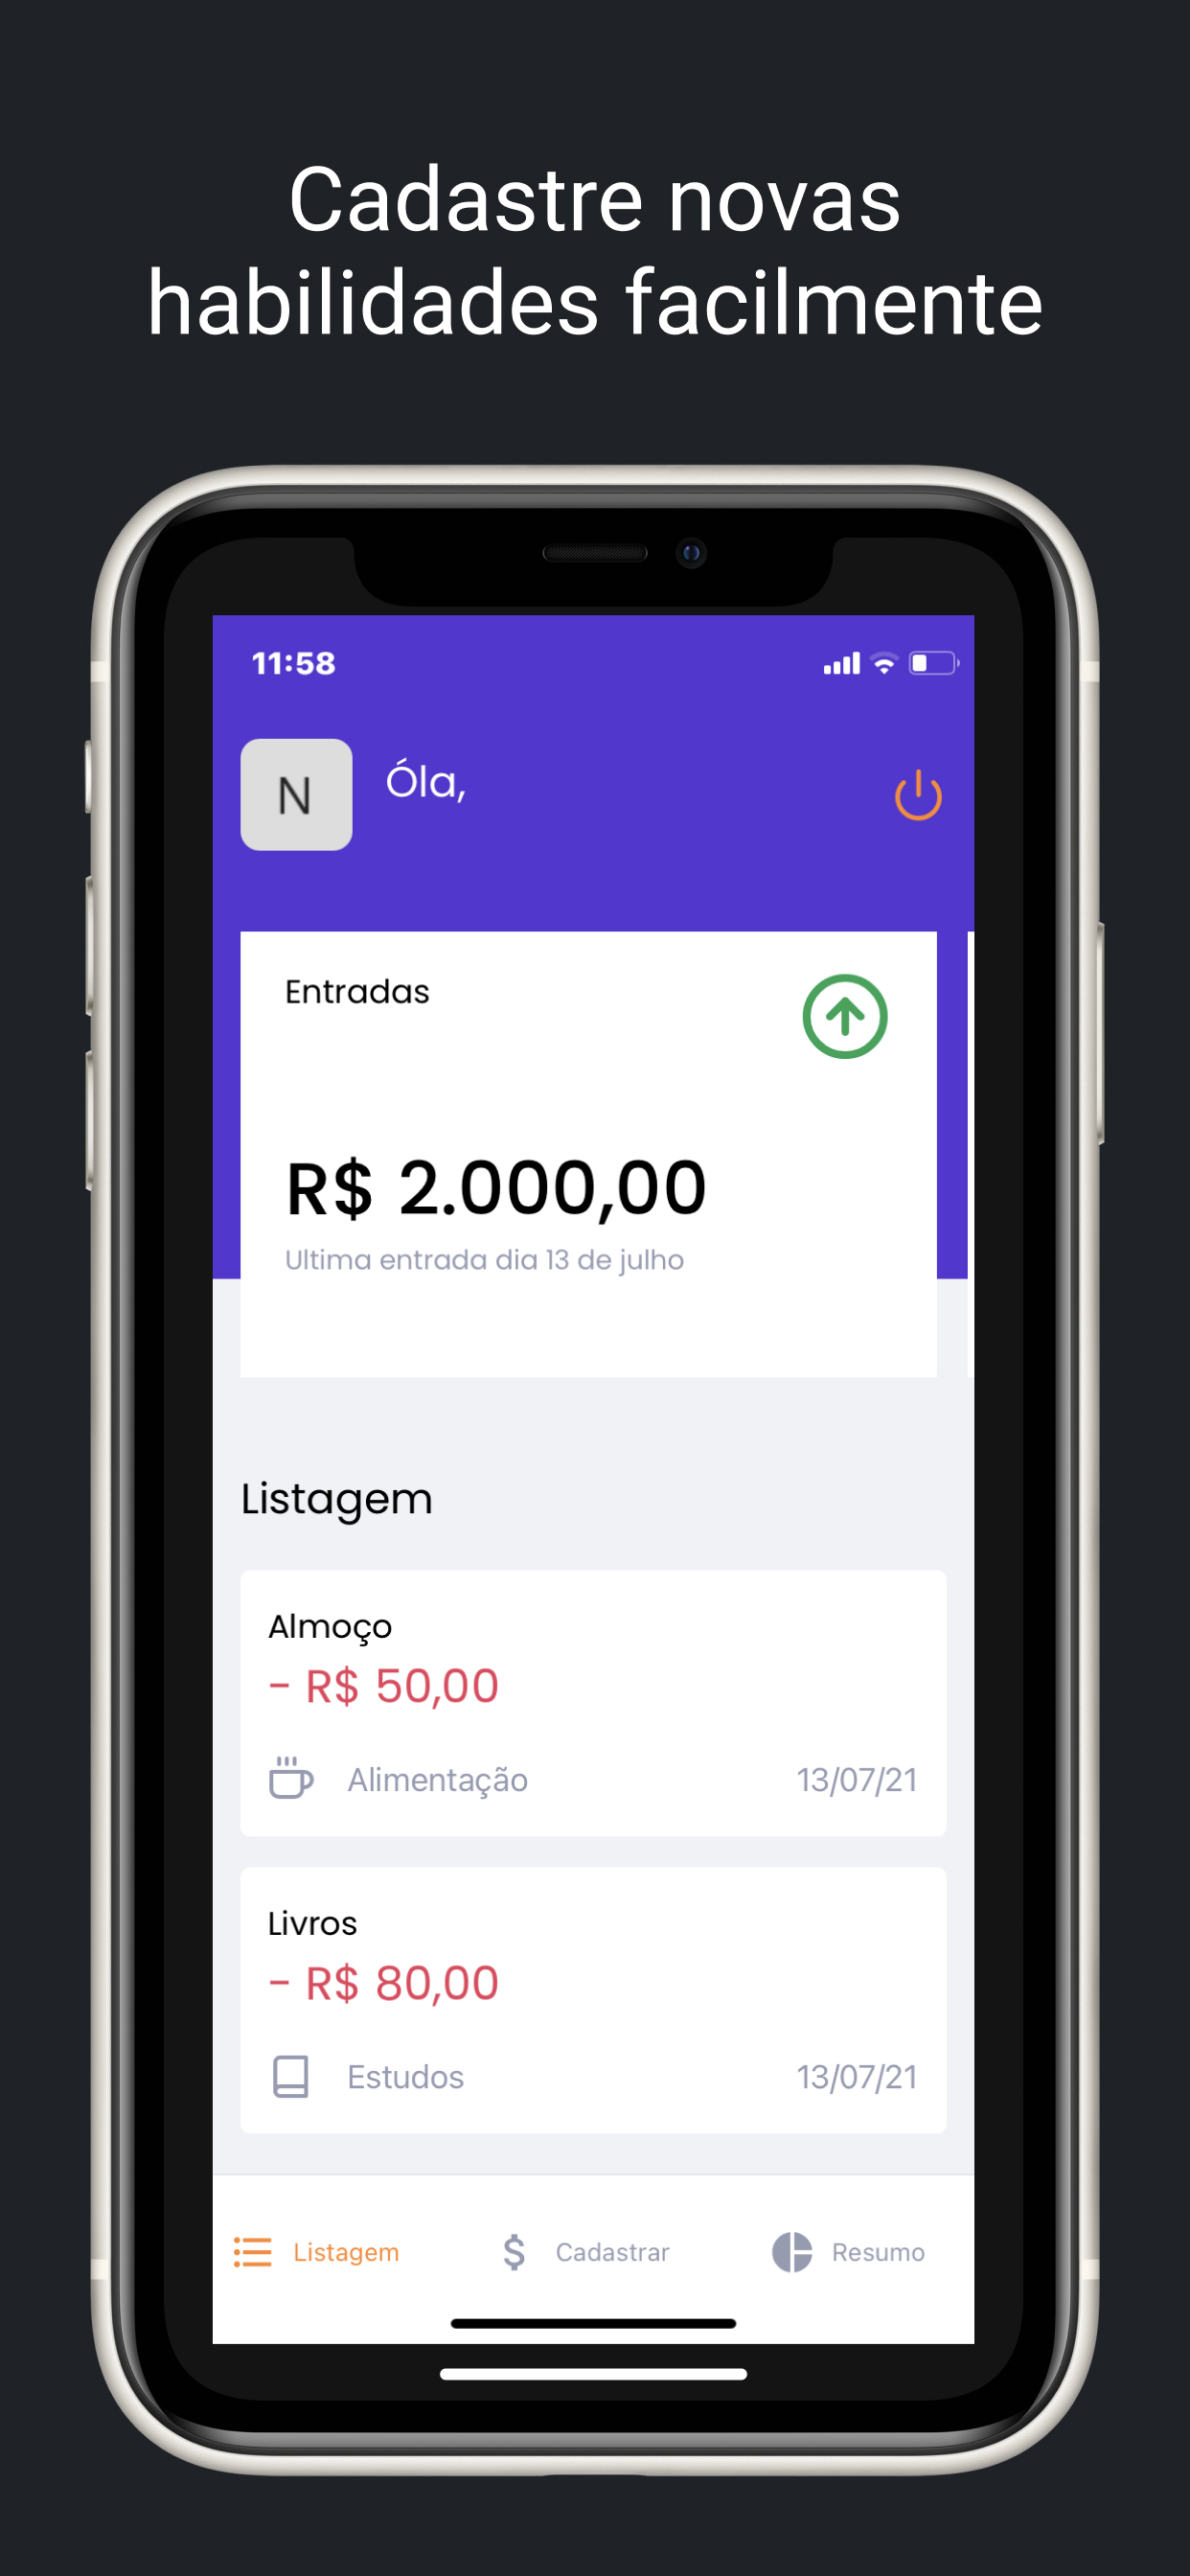 Cadastre novas
habilidades facilmente
11:58
N
Óla,
Entradas
R$ 2.000,00
Ultima entrada dia 13 de julho
Listagem
Almoço
- R$ 50,00
Alimentação 13/07/21
Livros
- R$ 80,00
Estudos 13/07/21
Listagem $ Cadastrar Resumo